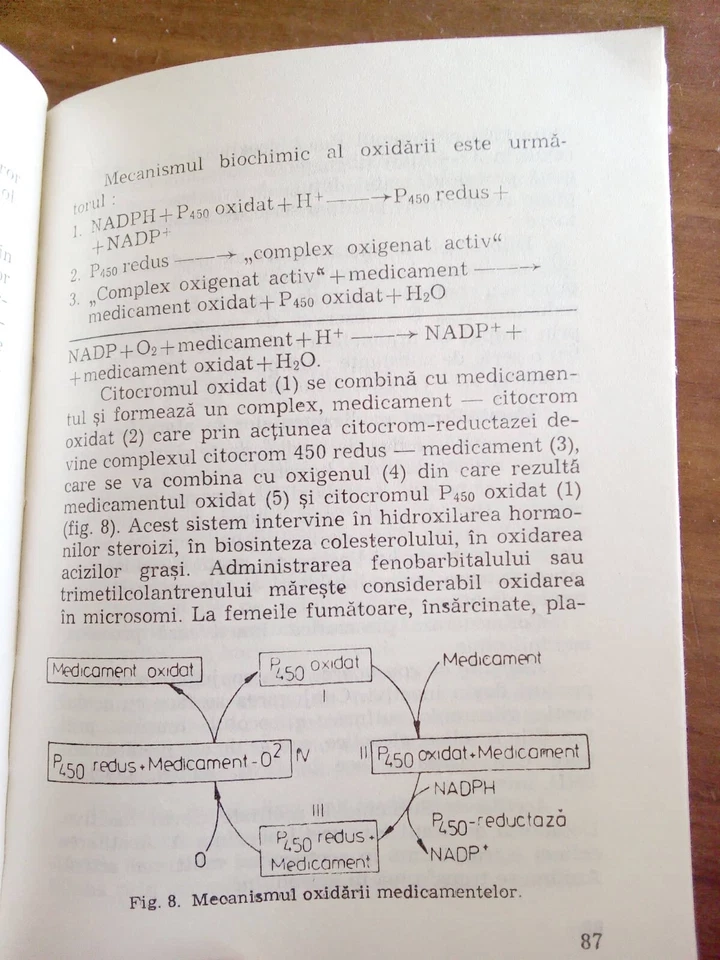 Mecanismul biochimic al oxidării este urmă-
torul :
1. NADPH + P450 oxidat + H+ ———→ P450 redus +
+ NADP+
2. P450 redus ———→ „complex oxigenat activ“
3. „Complex oxigenat activ“ + medicament ———→
medicament oxidat + P450 oxidat + H2O
NADP + O2 + medicament + H+ ———→ NADP+ +
+ medicament oxidat + H2O.
Citocromul oxidat (1) se combină cu medicamen-
tul și formează un complex, medicament — citocrom
oxidat (2) care prin acțiunea citocrom-reductazei de-
vine complexul citocrom 450 redus — medicament (3),
care se va combina cu oxigenul (4) din care rezultă
medicamentul oxidat (5) și citocromul P450 oxidat (1)
(fig. 8). Acest sistem intervine în hidroxilarea hormo-
nilor steroizi, în biosinteza colesterolului, în oxidarea
acizilor grași. Administrarea fenobarbitalului sau
trimetilcolantrenului mărește considerabil oxidarea
în microsomi. La femeile fumătoare, însărcinate, pla-
Medicament oxidat
P450 oxidat
I
Medicament
P450 redus + Medicament - O2
IV
II
P450 oxidat + Medicament
NADPH
P450-reductază
NADP+
III
P450 redus +
Medicament
O
Fig. 8. Mecanismul oxidării medicamentelor.
87